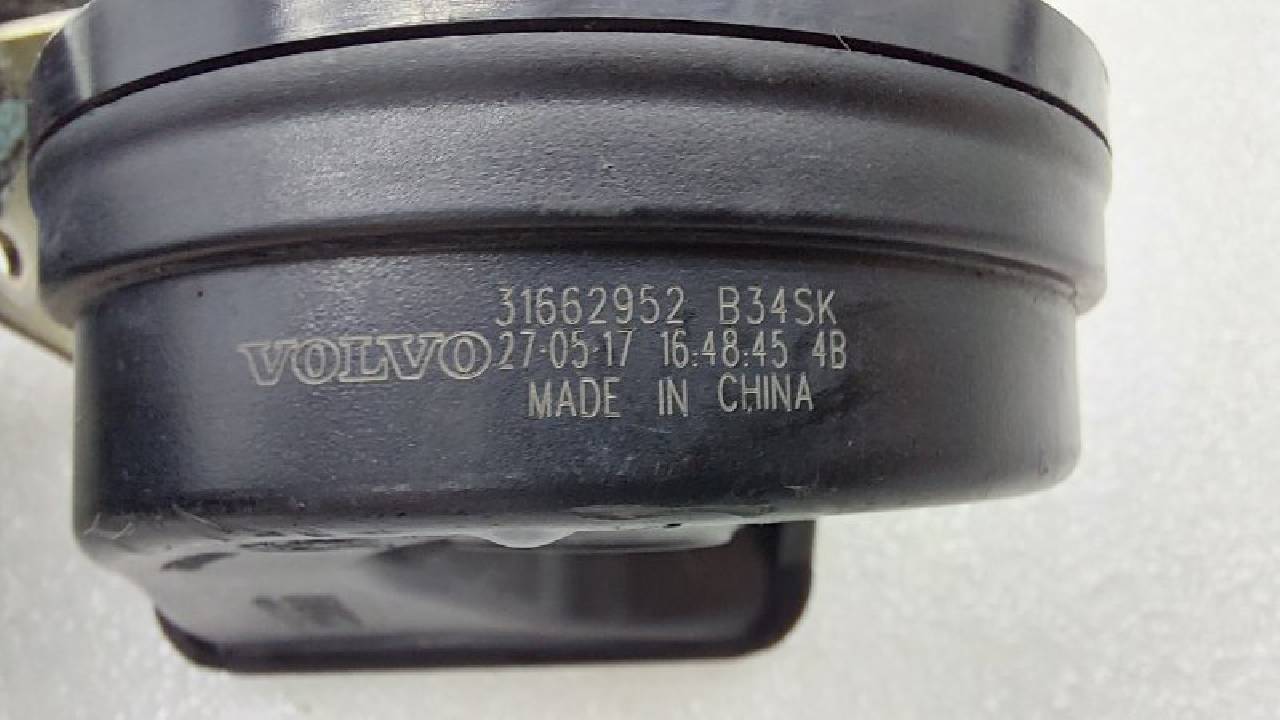 31662952 B34SK
VOLVO 27-05-17 16:48:45 4B
MADE IN CHINA